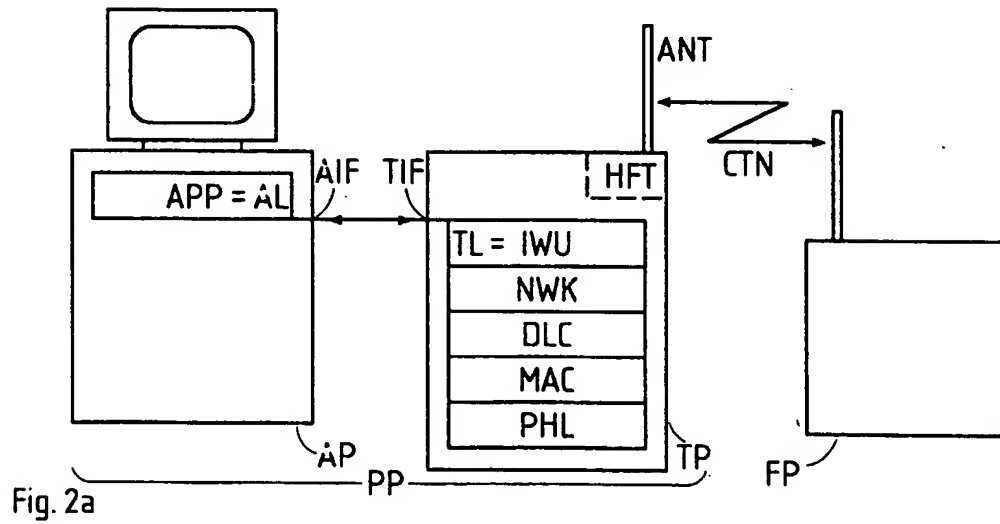 ANT
CTN
HFT
AIF
TIF
APP = AL
TL = IWU
NWK
DLC
MAC
PHL
AP
TP
FP
PP
Fig. 2a